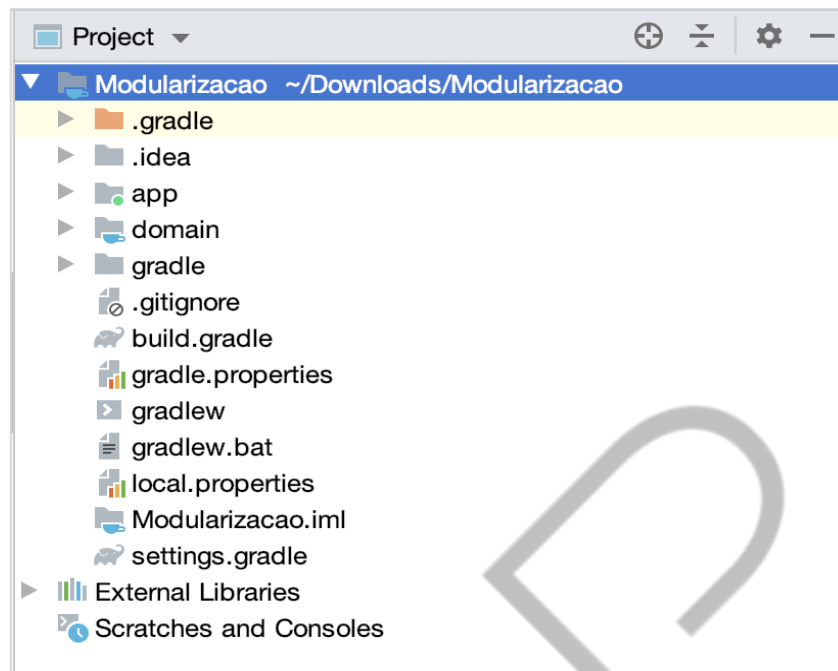 Project
Modularizacao ~/Downloads/Modularizacao
.gradle
.idea
app
domain
gradle
.gitignore
build.gradle
gradle.properties
gradlew
gradlew.bat
local.properties
Modularizacao.iml
settings.gradle
External Libraries
Scratches and Consoles